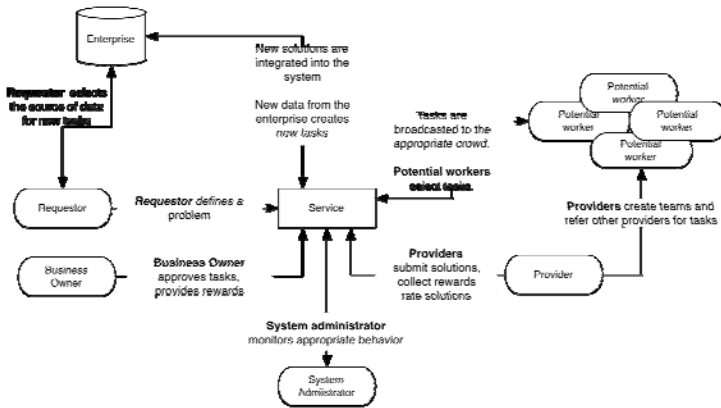 Enterprise
New solutions are
integrated into the
system
Requestor selects
the source of data
for new tasks
New data from the
enterprise creates
new tasks
Tasks are
broadcasted to the
appropriate crowd.
Potential workers
select tasks.
Potential
worker
Potential
worker
Potential
worker
Potential
worker
Requestor
Requestor defines a
problem
Service
Providers create teams and
refer other providers for tasks
Business
Owner
Business Owner
approves tasks,
provides rewards
Providers
submit solutions,
collect rewards
rate solutions
Provider
System administrator
monitors appropriate behavior
System
Administrator